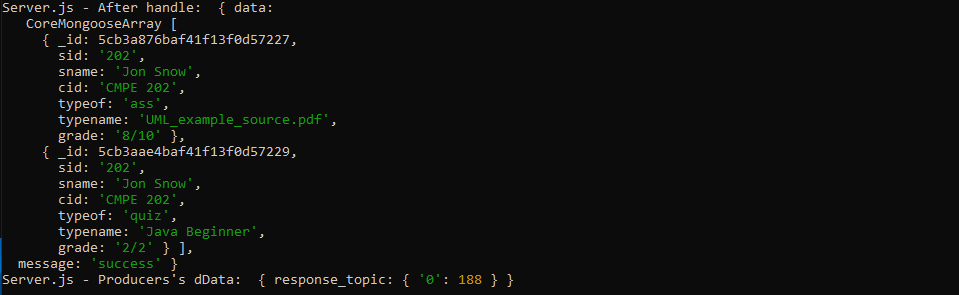 Server.js - After handle:  { data:
   CoreMongooseArray [
     { _id: 5cb3a876baf41f13f0d57227,
       sid: '202',
       sname: 'Jon Snow',
       cid: 'CMPE 202',
       typeof: 'ass',
       typename: 'UML_example_source.pdf',
       grade: '8/10' },
     { _id: 5cb3aae4baf41f13f0d57229,
       sid: '202',
       sname: 'Jon Snow',
       cid: 'CMPE 202',
       typeof: 'quiz',
       typename: 'Java Beginner',
       grade: '2/2' } ],
  message: 'success' }
Server.js - Producers's dData:  { response_topic: { '0': 188 } }